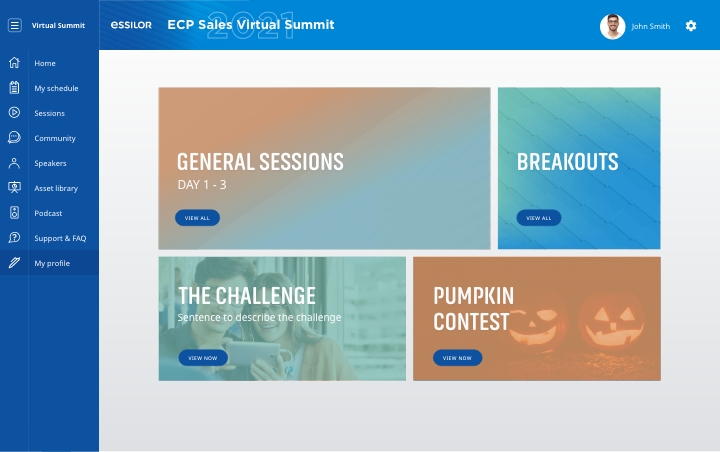 Virtual Summit
essilor
ECP Sales Virtual Summit
2021
John Smith
Home
My schedule
Sessions
Community
Speakers
Asset library
Podcast
Support & FAQ
My profile
GENERAL SESSIONS
DAY 1 - 3
VIEW ALL
BREAKOUTS
VIEW ALL
THE CHALLENGE
Sentence to describe the challenge
VIEW NOW
PUMPKIN
CONTEST
VIEW NOW